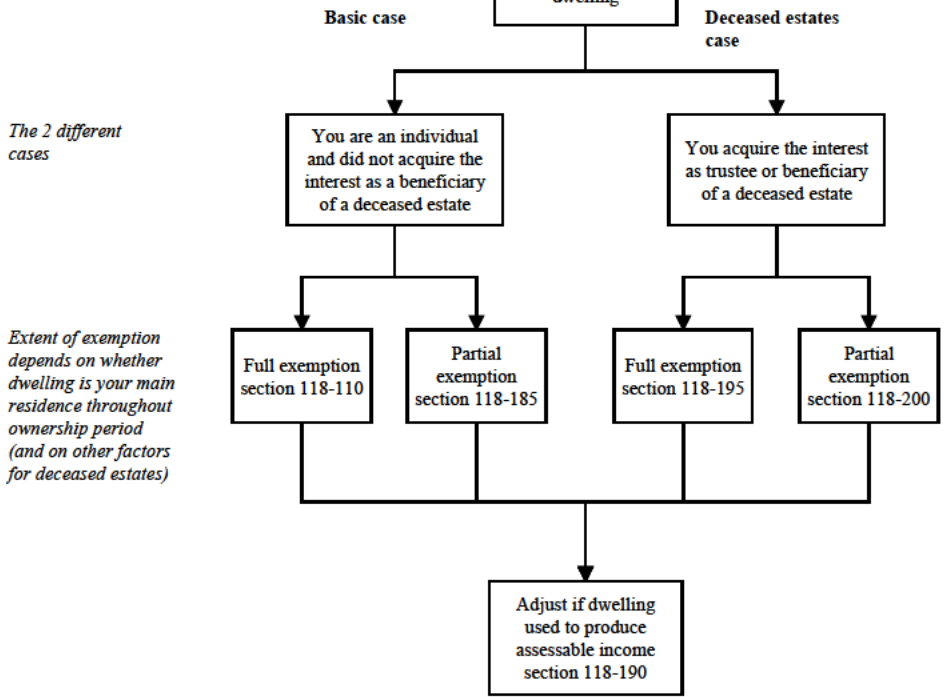 dwelling
Basic case
Deceased estates
case
The 2 different
cases
You are an individual
and did not acquire the
interest as a beneficiary
of a deceased estate
You acquire the interest
as trustee or beneficiary
of a deceased estate
Extent of exemption
depends on whether
dwelling is your main
residence throughout
ownership period
(and on other factors
for deceased estates)
Full exemption
section 118-110
Partial
exemption
section 118-185
Full exemption
section 118-195
Partial
exemption
section 118-200
Adjust if dwelling
used to produce
assessable income
section 118-190